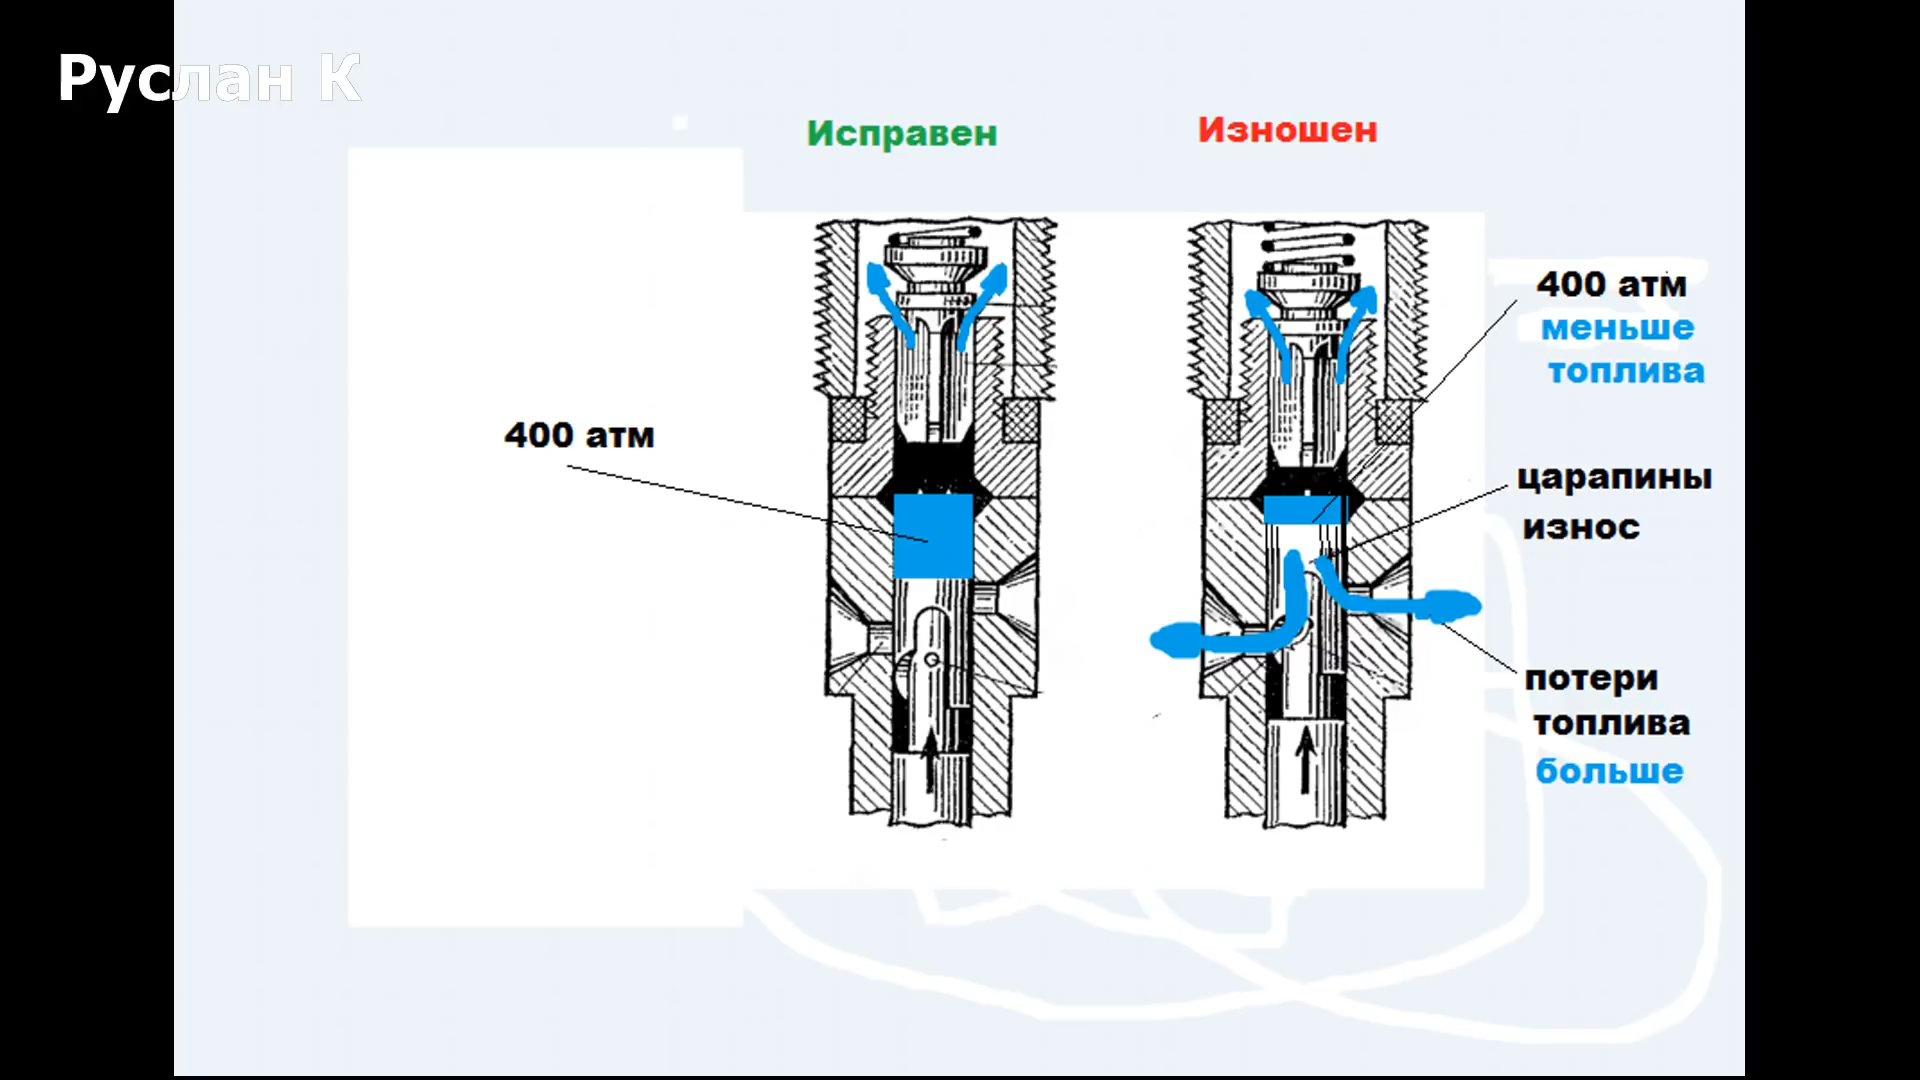 Руслан К
Исправен
Изношен
400 атм
400 атм
меньше
топлива
царапины
износ
потери
топлива
больше